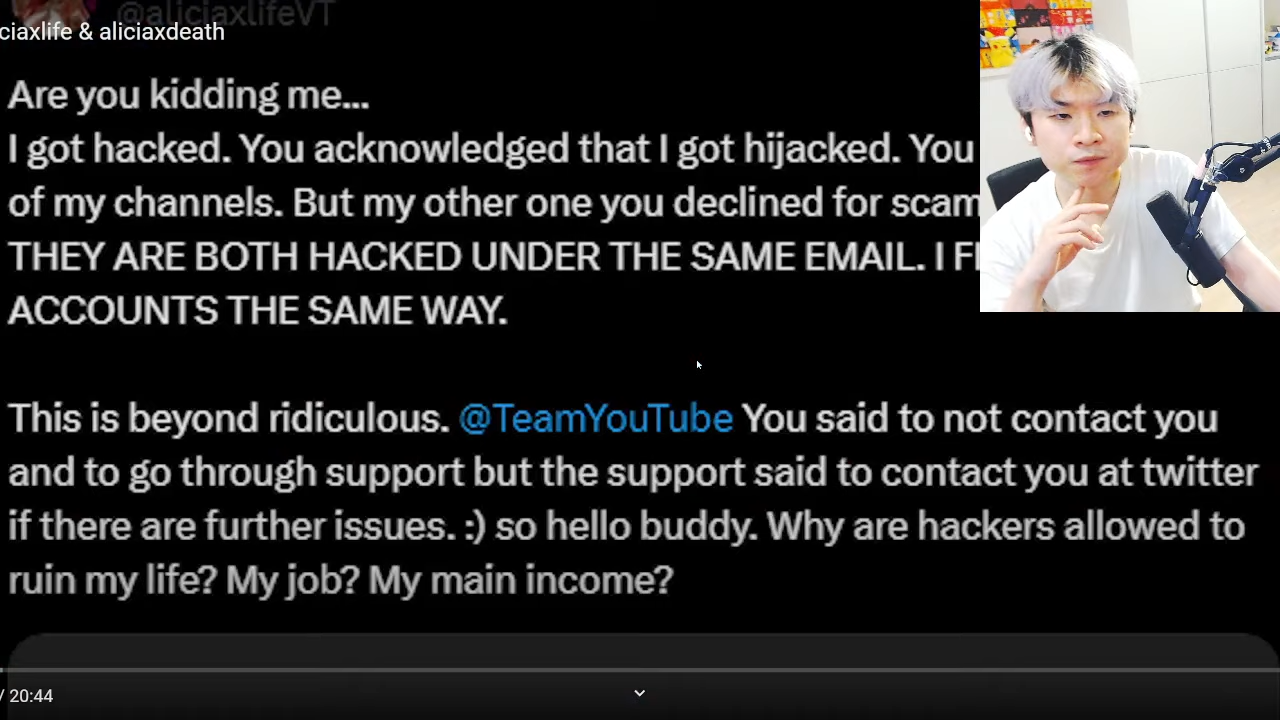 @aliciaxlifeVT
ciaxlife & aliciaxdeath
Are you kidding me...
I got hacked. You acknowledged that I got hijacked. You
of my channels. But my other one you declined for scam
THEY ARE BOTH HACKED UNDER THE SAME EMAIL. I
ACCOUNTS THE SAME WAY.
This is beyond ridiculous. @TeamYouTube You said to not contact you
and to go through support but the support said to contact you at twitter
if there are further issues. :) so hello buddy. Why are hackers allowed to
ruin my life? My job? My main income?
/ 20:44